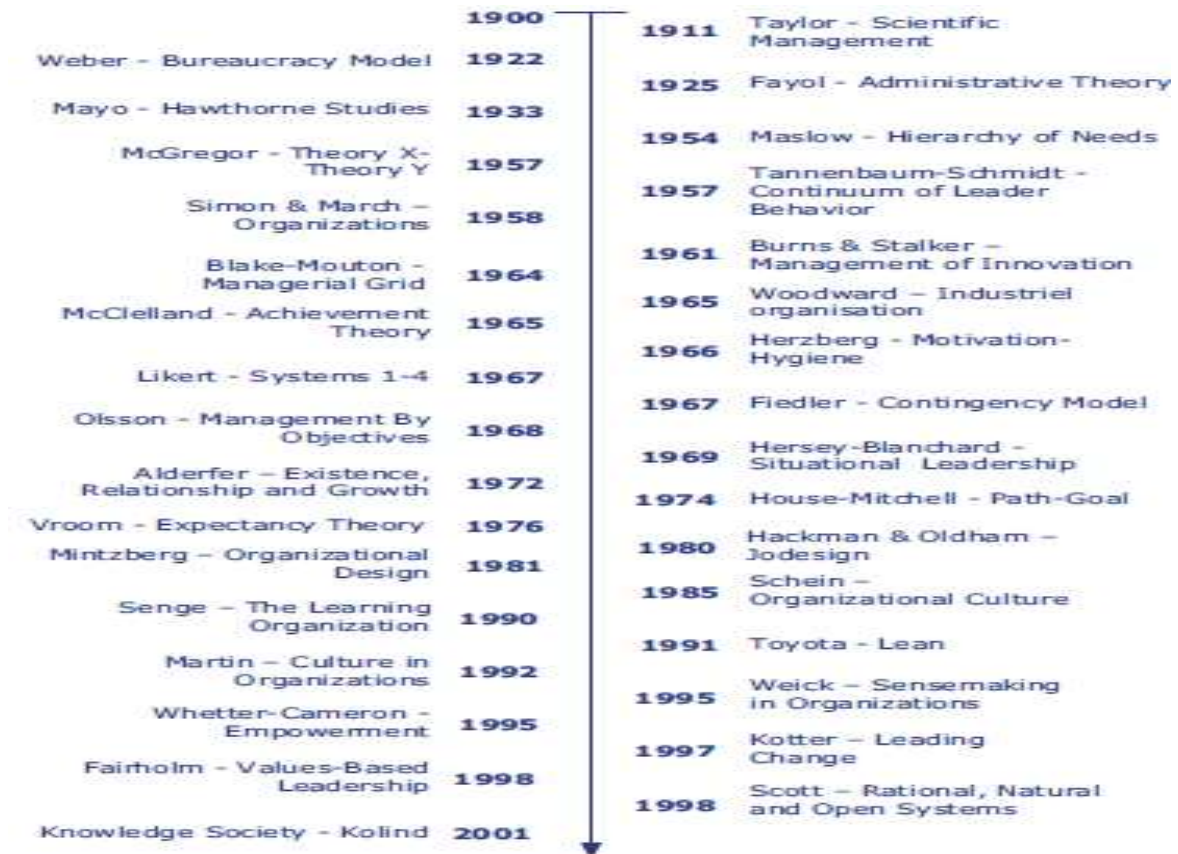 1900
1911 Taylor - Scientific
Management
Weber - Bureaucracy Model 1922
1925 Fayol - Administrative Theory
Mayo - Hawthorne Studies 1933
1954 Maslow - Hierarchy of Needs
McGregor - Theory X-
Theory Y 1957
1957 Tannenbaum-Schmidt -
Continuum of Leader
Behavior
Simon & March –
Organizations 1958
1961 Burns & Stalker –
Management of Innovation
Blake-Mouton -
Managerial Grid 1964
1965 Woodward – Industriel
organisation
McClelland - Achievement
Theory 1965
1966 Herzberg - Motivation-
Hygiene
Likert - Systems 1-4 1967
1967 Fiedler - Contingency Model
Olsson - Management By
Objectives 1968
1969 Hersey-Blanchard -
Situational Leadership
Alderfer – Existence,
Relationship and Growth 1972
1974 House-Mitchell - Path-Goal
Vroom - Expectancy Theory 1976
1980 Hackman & Oldham –
Jodesign
Mintzberg – Organizational
Design 1981
1985 Schein –
Organizational Culture
Senge – The Learning
Organization 1990
1991 Toyota - Lean
Martin – Culture in
Organizations 1992
1995 Weick – Sensemaking
in Organizations
Whetter-Cameron -
Empowerment 1995
1997 Kotter – Leading
Change
Fairholm - Values-Based
Leadership 1998
1998 Scott – Rational, Natural
and Open Systems
Knowledge Society - Kolind 2001